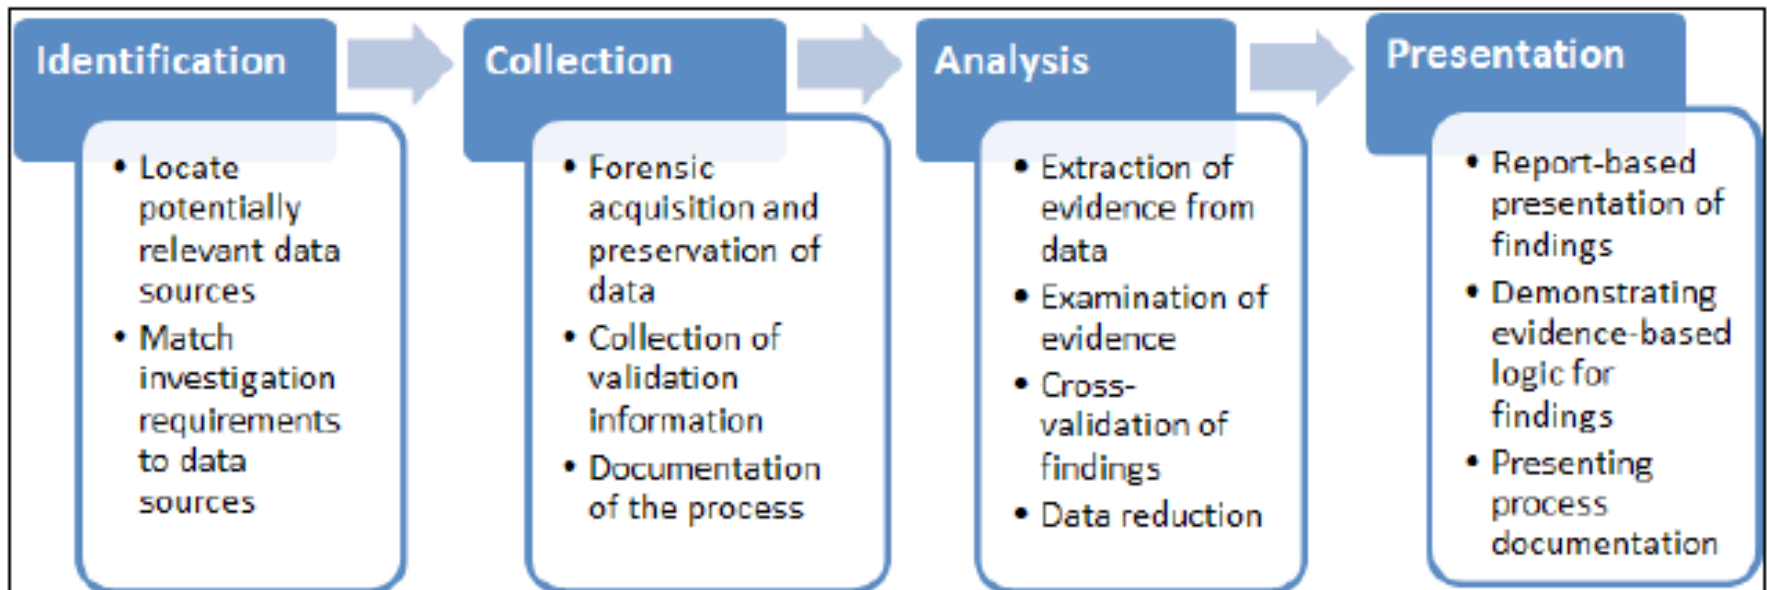 Identification
• Locate
potentially
relevant data
sources
• Match
investigation
requirements
to data
sources
Collection
• Forensic
acquisition and
preservation of
data
• Collection of
validation
information
• Documentation
of the process
Analysis
• Extraction of
evidence from
data
• Examination of
evidence
• Cross-
validation of
findings
• Data reduction
Presentation
• Report-based
presentation of
findings
• Demonstrating
evidence-based
logic for
findings
• Presenting
process
documentation